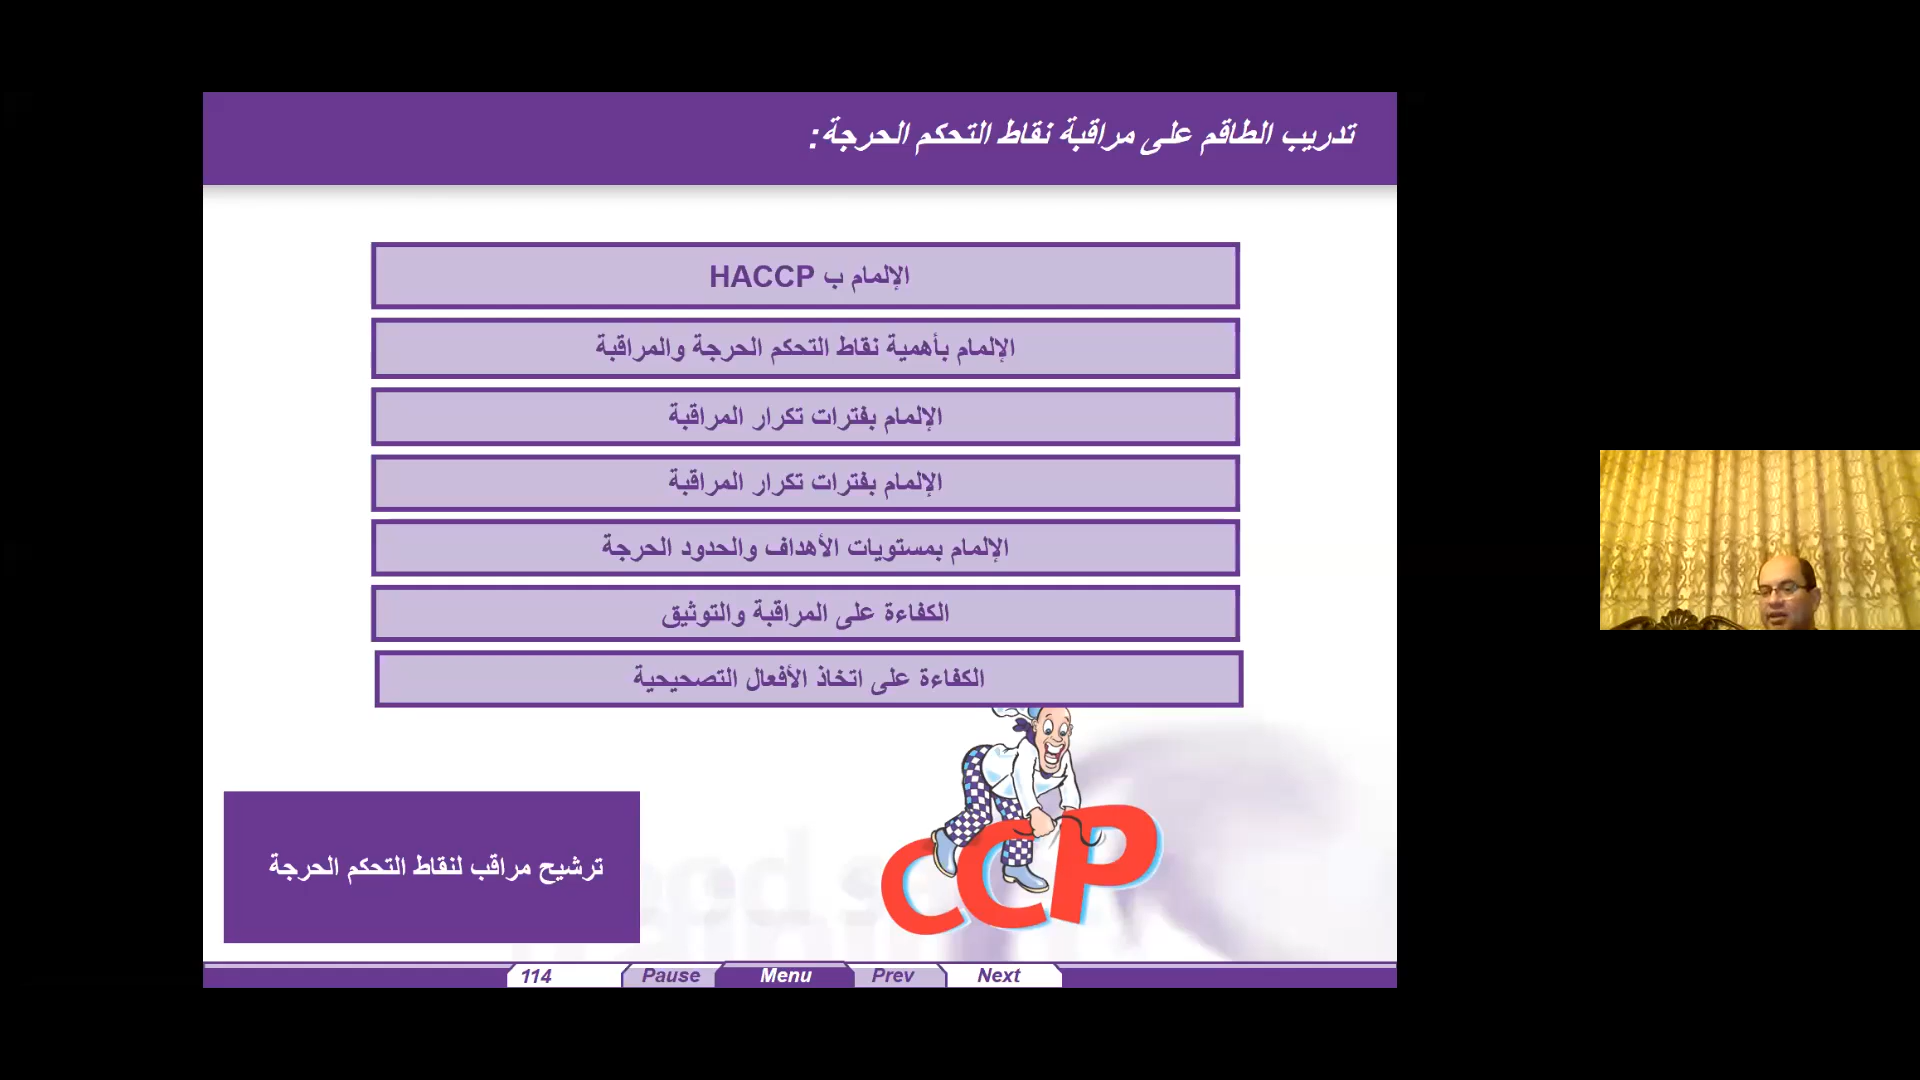 تدريب الطاقم على مراقبة نقاط التحكم الحرجة:
الإلمام ب HACCP
الإلمام بأهمية نقاط التحكم الحرجة والمراقبة
الإلمام بفترات تكرار المراقبة
الإلمام بفترات تكرار المراقبة
الإلمام بمستويات الأهداف والحدود الحرجة
الكفاءة على المراقبة والتوثيق
الكفاءة على اتخاذ الأفعال التصحيحية
CCP
ترشيح مراقب لنقاط التحكم الحرجة
114 Pause Menu Prev Next